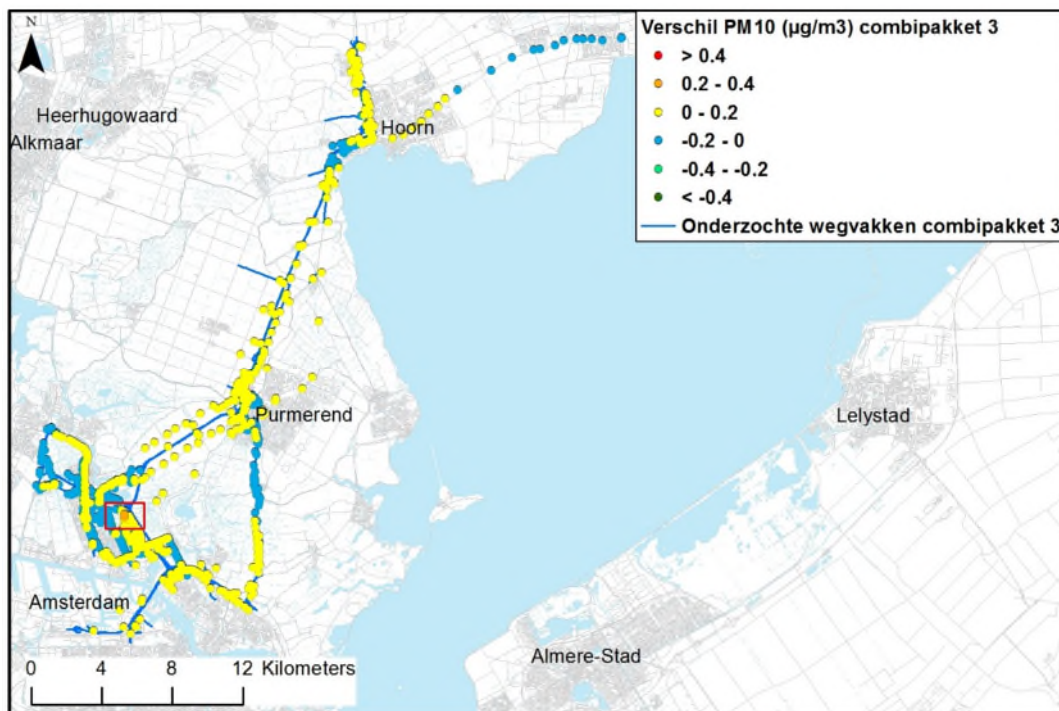 N
Verschil PM10 (µg/m3) combipakket 3
> 0.4
0.2 - 0.4
0 - 0.2
-0.2 - 0
-0.4 - -0.2
< -0.4
Onderzochte wegvakken combipakket 3
Heerhugowaard
Alkmaar
Hoorn
Purmerend
Lelystad
Amsterdam
Almere-Stad
0 4 8 12 Kilometers